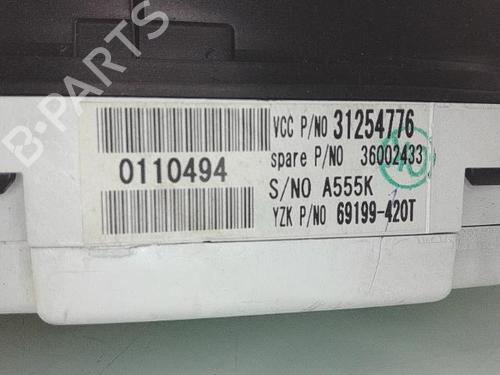 B-PARTS
0110494
VCC P/NO 31254776
spare P/NO 36002433
S/NO A555K
YZK P/NO 69199-420T